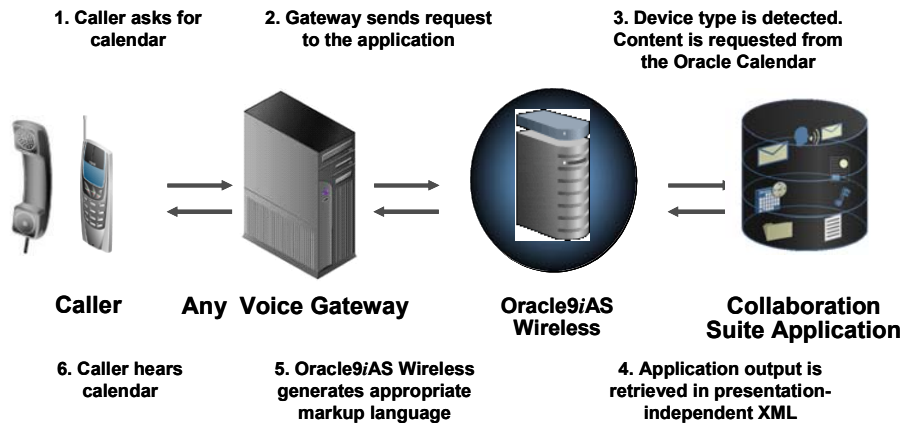 1. Caller asks for
calendar
2. Gateway sends request
to the application
3. Device type is detected.
Content is requested from
the Oracle Calendar
Caller
Any Voice Gateway
Oracle9iAS
Wireless
Collaboration
Suite Application
6. Caller hears
calendar
5. Oracle9iAS Wireless
generates appropriate
markup language
4. Application output is
retrieved in presentation-
independent XML